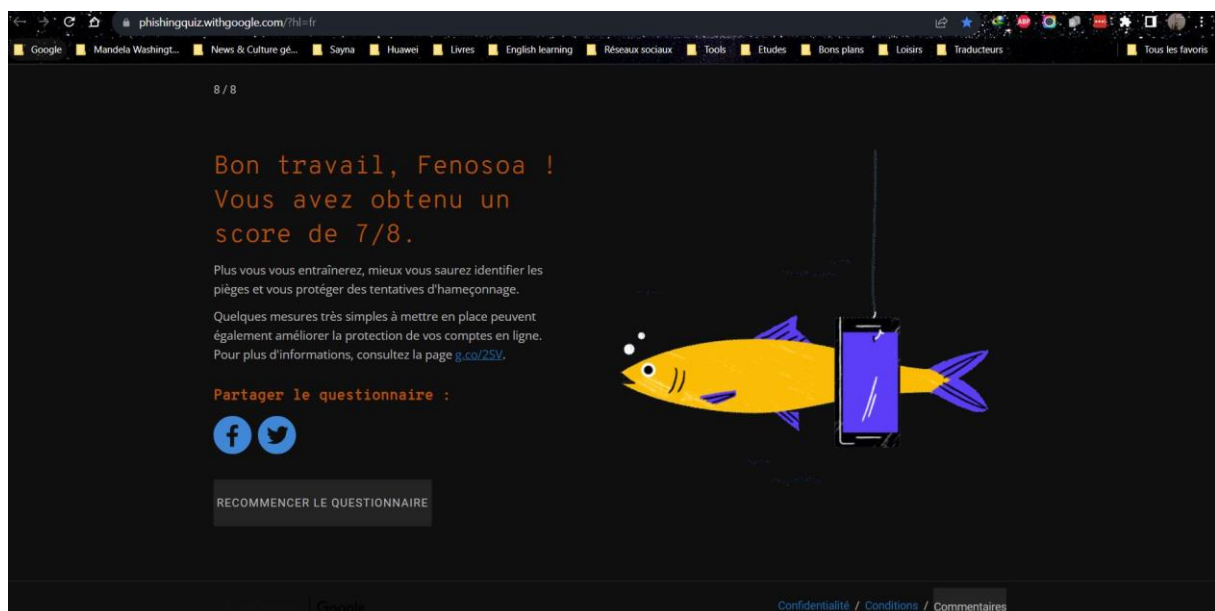 phishingquiz.withgoogle.com/?hl=fr
Google Mandela Washingt... News & Culture gé... Sayna Huawei Livres English learning Réseaux sociaux Tools Etudes Bons plans Loisirs Traducteurs Tous les favoris
8 / 8
Bon travail, Fenosoa !
Vous avez obtenu un
score de 7/8.
Plus vous vous entraînerez, mieux vous saurez identifier les
pièges et vous protéger des tentatives d'hameçonnage.
Quelques mesures très simples à mettre en place peuvent
également améliorer la protection de vos comptes en ligne.
Pour plus d'informations, consultez la page g.co/2SV.
Partager le questionnaire :
RECOMMENCER LE QUESTIONNAIRE
Google Confidentialité / Conditions / Commentaires